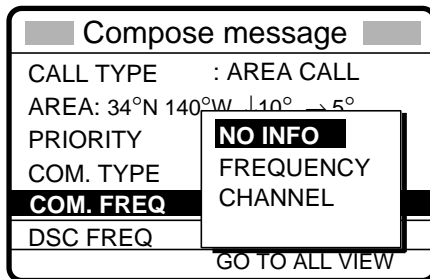 Compose message
CALL TYPE : AREA CALL
AREA: 34°N 140°W ↓10° → 5°
PRIORITY
COM. TYPE
COM. FREQ
DSC FREQ
NO INFO
FREQUENCY
CHANNEL
GO TO ALL VIEW